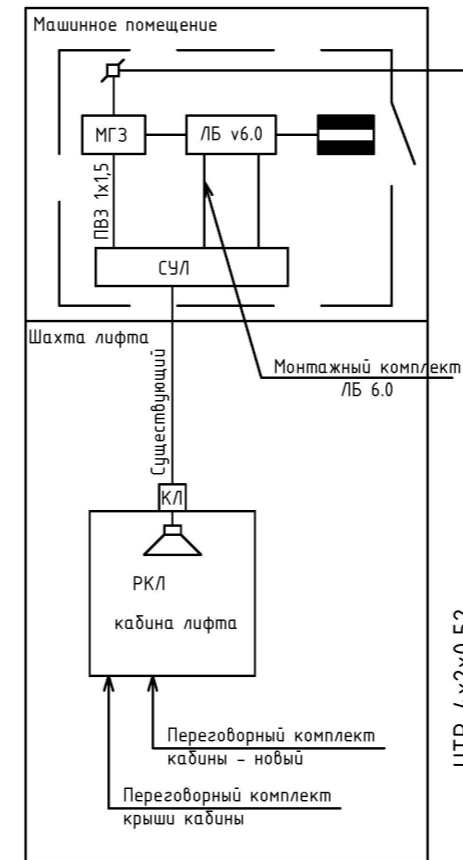 Машинное помещение
МГЗ
ЛБ v6.0
ПВ3 1х1,5
СУЛ
Шахта лифта
Монтажный комплект
ЛБ 6.0
Существующий
КЛ
РКЛ
кабина лифта
Переговорный комплект
кабины – новый
Переговорный комплект
крыши кабины